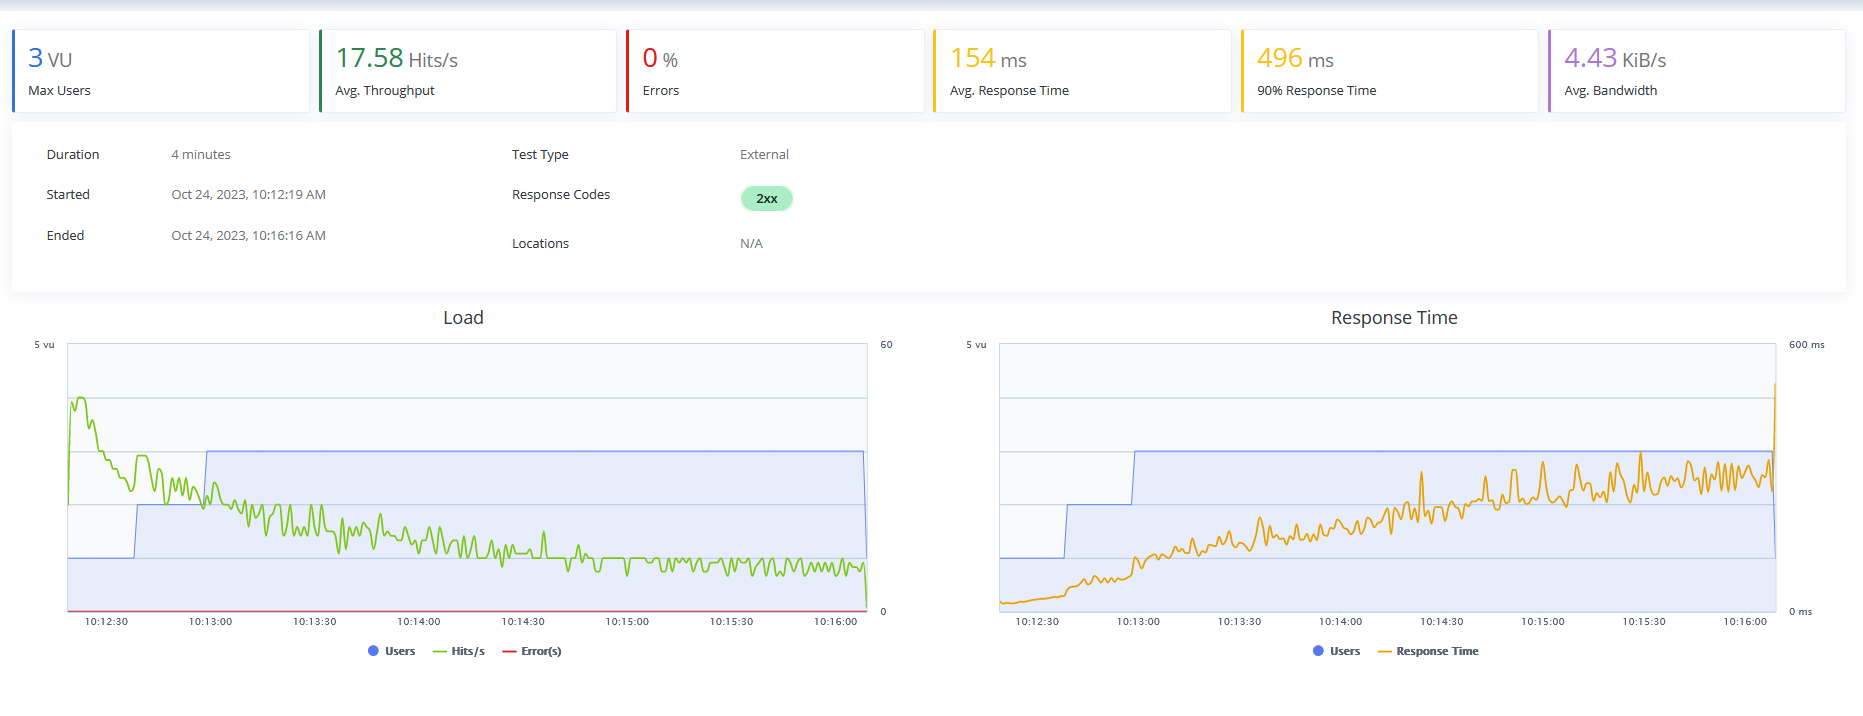 3 VU
Max Users
17.58 Hits/s
Avg. Throughput
0 %
Errors
154 ms
Avg. Response Time
496 ms
90% Response Time
4.43 KiB/s
Avg. Bandwidth
Duration 4 minutes
Started Oct 24, 2023, 10:12:19 AM
Ended Oct 24, 2023, 10:16:16 AM
Test Type External
Response Codes 2xx
Locations N/A
Load
5 vu
60
0
10:12:30 10:13:00 10:13:30 10:14:00 10:14:30 10:15:00 10:15:30 10:16:00
Users Hits/s Error(s)
Response Time
5 vu
600 ms
0 ms
10:12:30 10:13:00 10:13:30 10:14:00 10:14:30 10:15:00 10:15:30 10:16:00
Users Response Time